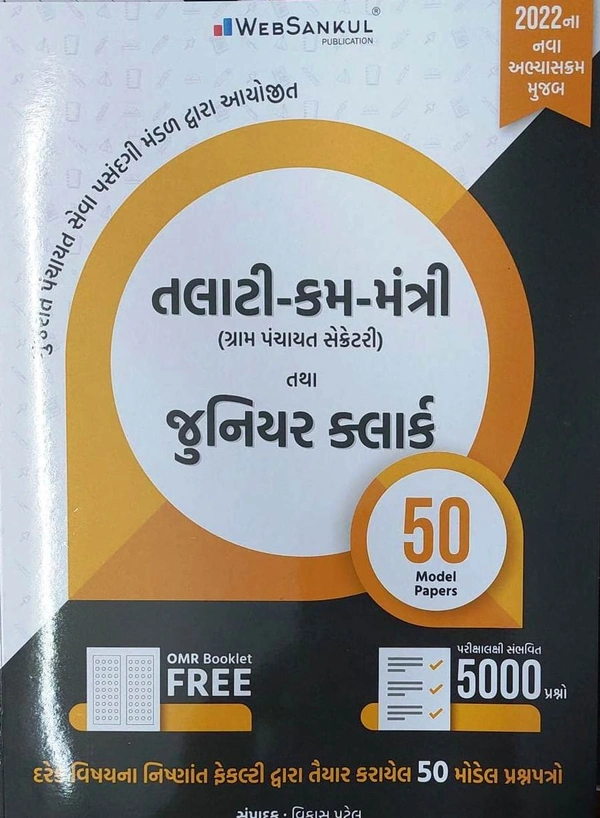 WEBSANKUL®
PUBLICATION
2022ના
નવા
અભ્યાસક્રમ
મુજબ
ગુજરાત પંચાયત સેવા પસંદગી મંડળ દ્વારા આયોજીત
તલાટી-કમ-મંત્રી
(ગ્રામ પંચાયત સેક્રેટરી)
તથા
જુનિયર ક્લાર્ક
50
Model
Papers
OMR Booklet
FREE
પરીક્ષાલક્ષી સંભવિત
5000 પ્રશ્નો
દરેક વિષયના નિષ્ણાંત ફેકલ્ટી દ્વારા તૈયાર કરાયેલ 50 મોડેલ પ્રશ્નપત્રો
સંપાદક : વિકાસ પટેલ